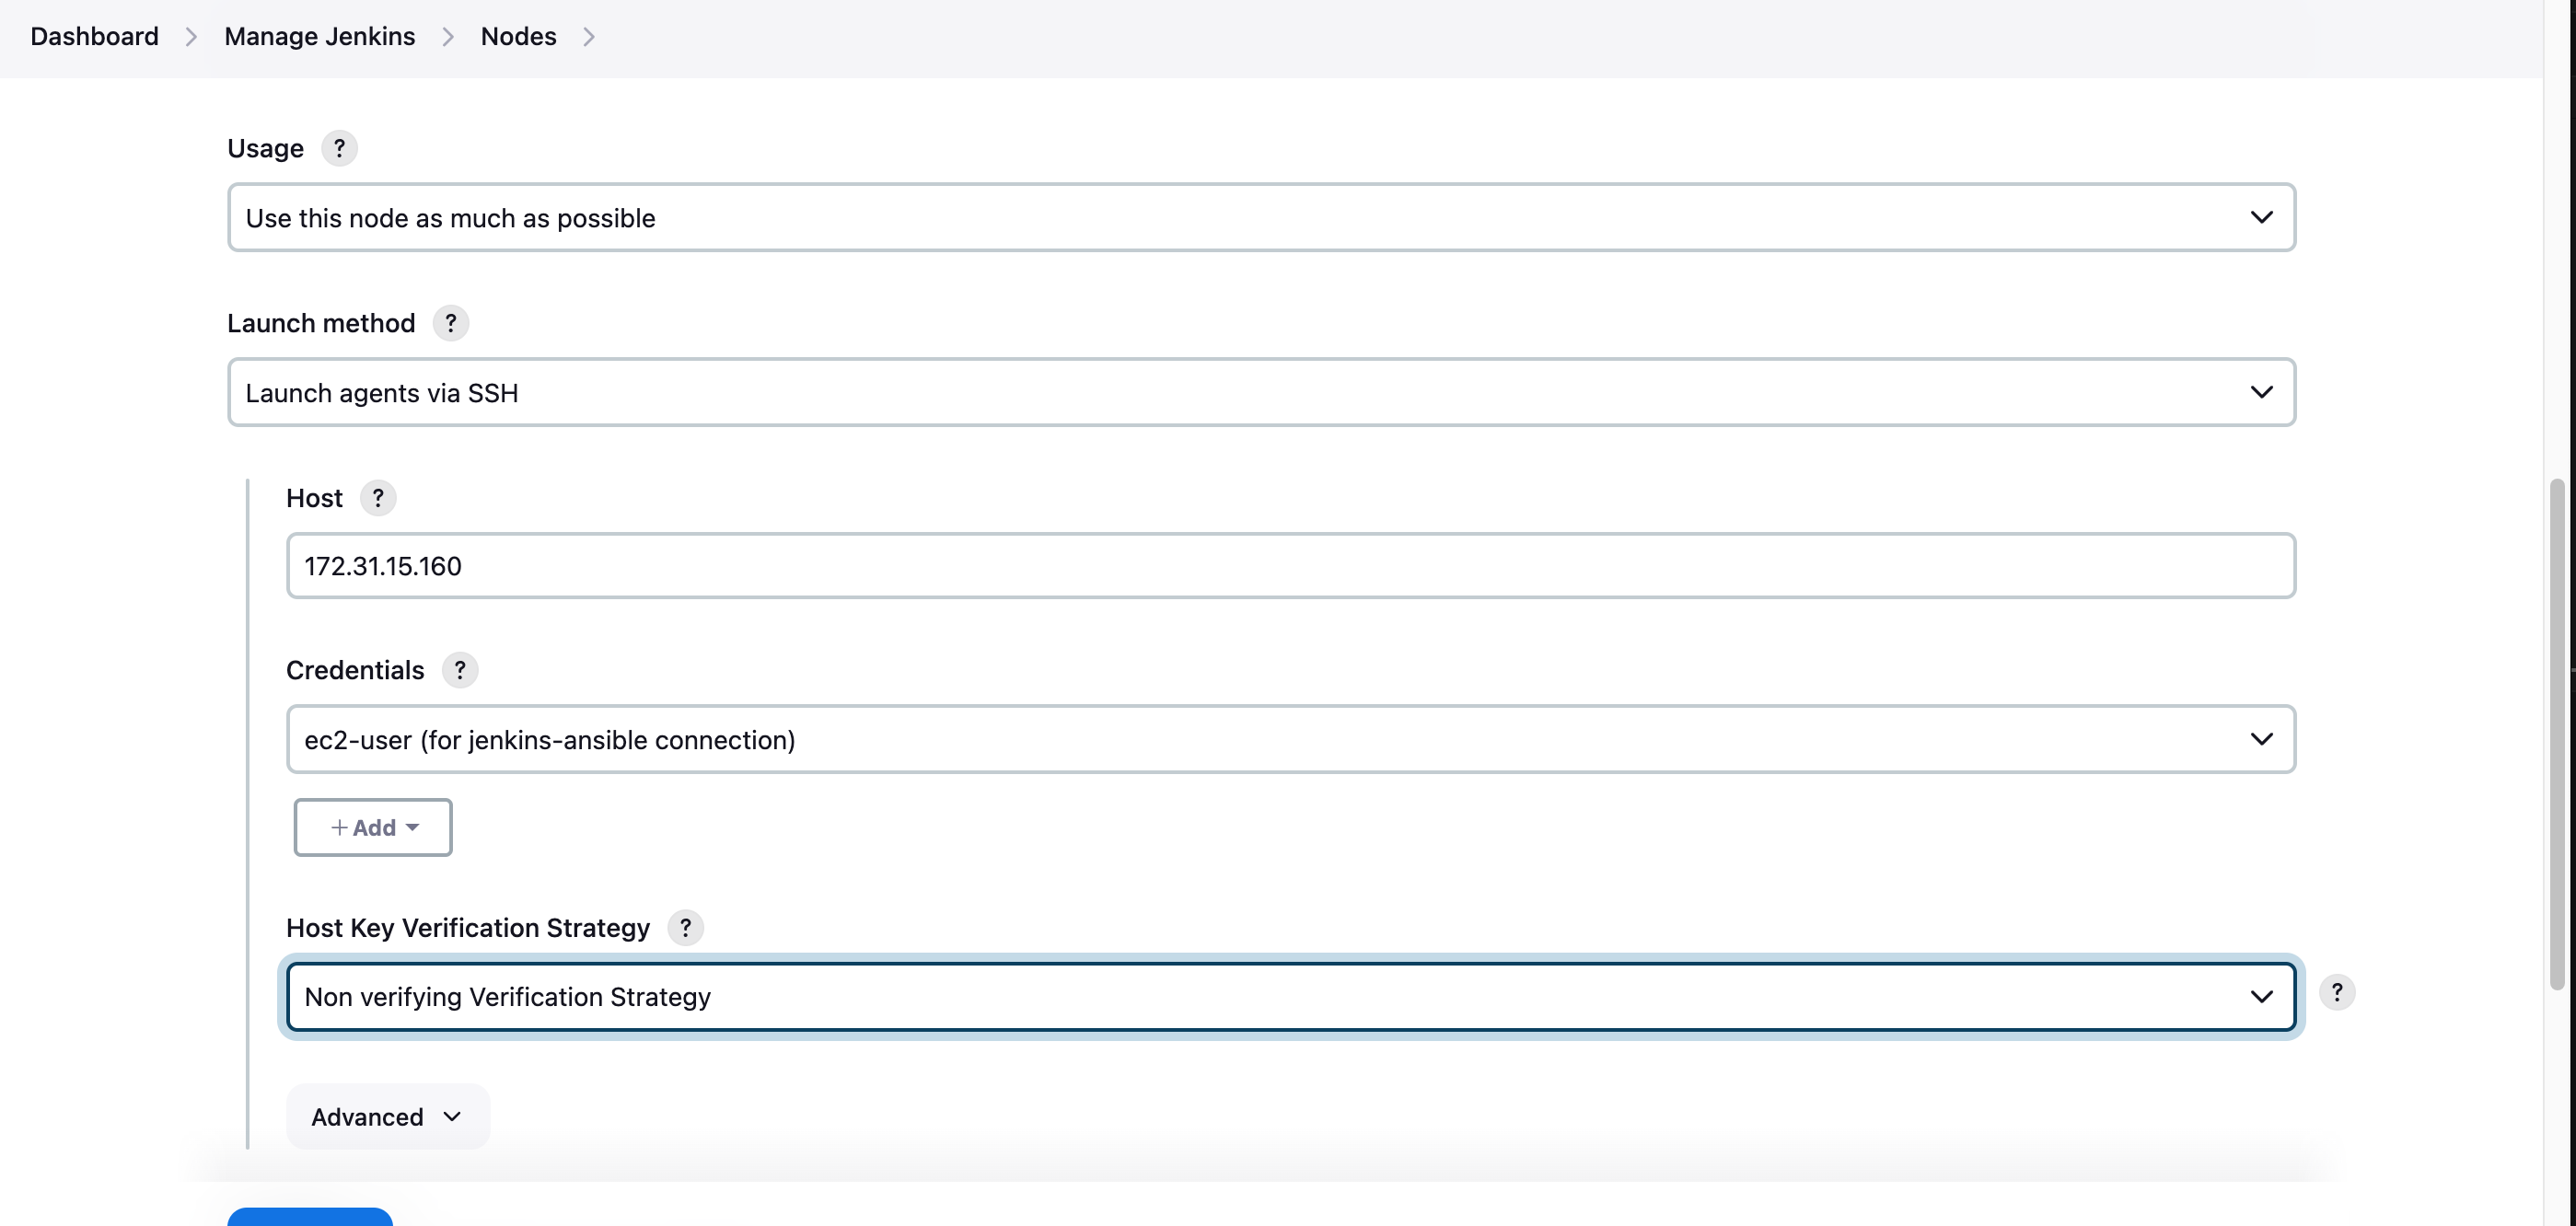 Dashboard > Manage Jenkins > Nodes >
Usage ?
Use this node as much as possible
Launch method ?
Launch agents via SSH
Host ?
172.31.15.160
Credentials ?
ec2-user (for jenkins-ansible connection)
+ Add
Host Key Verification Strategy ?
Non verifying Verification Strategy
?
Advanced